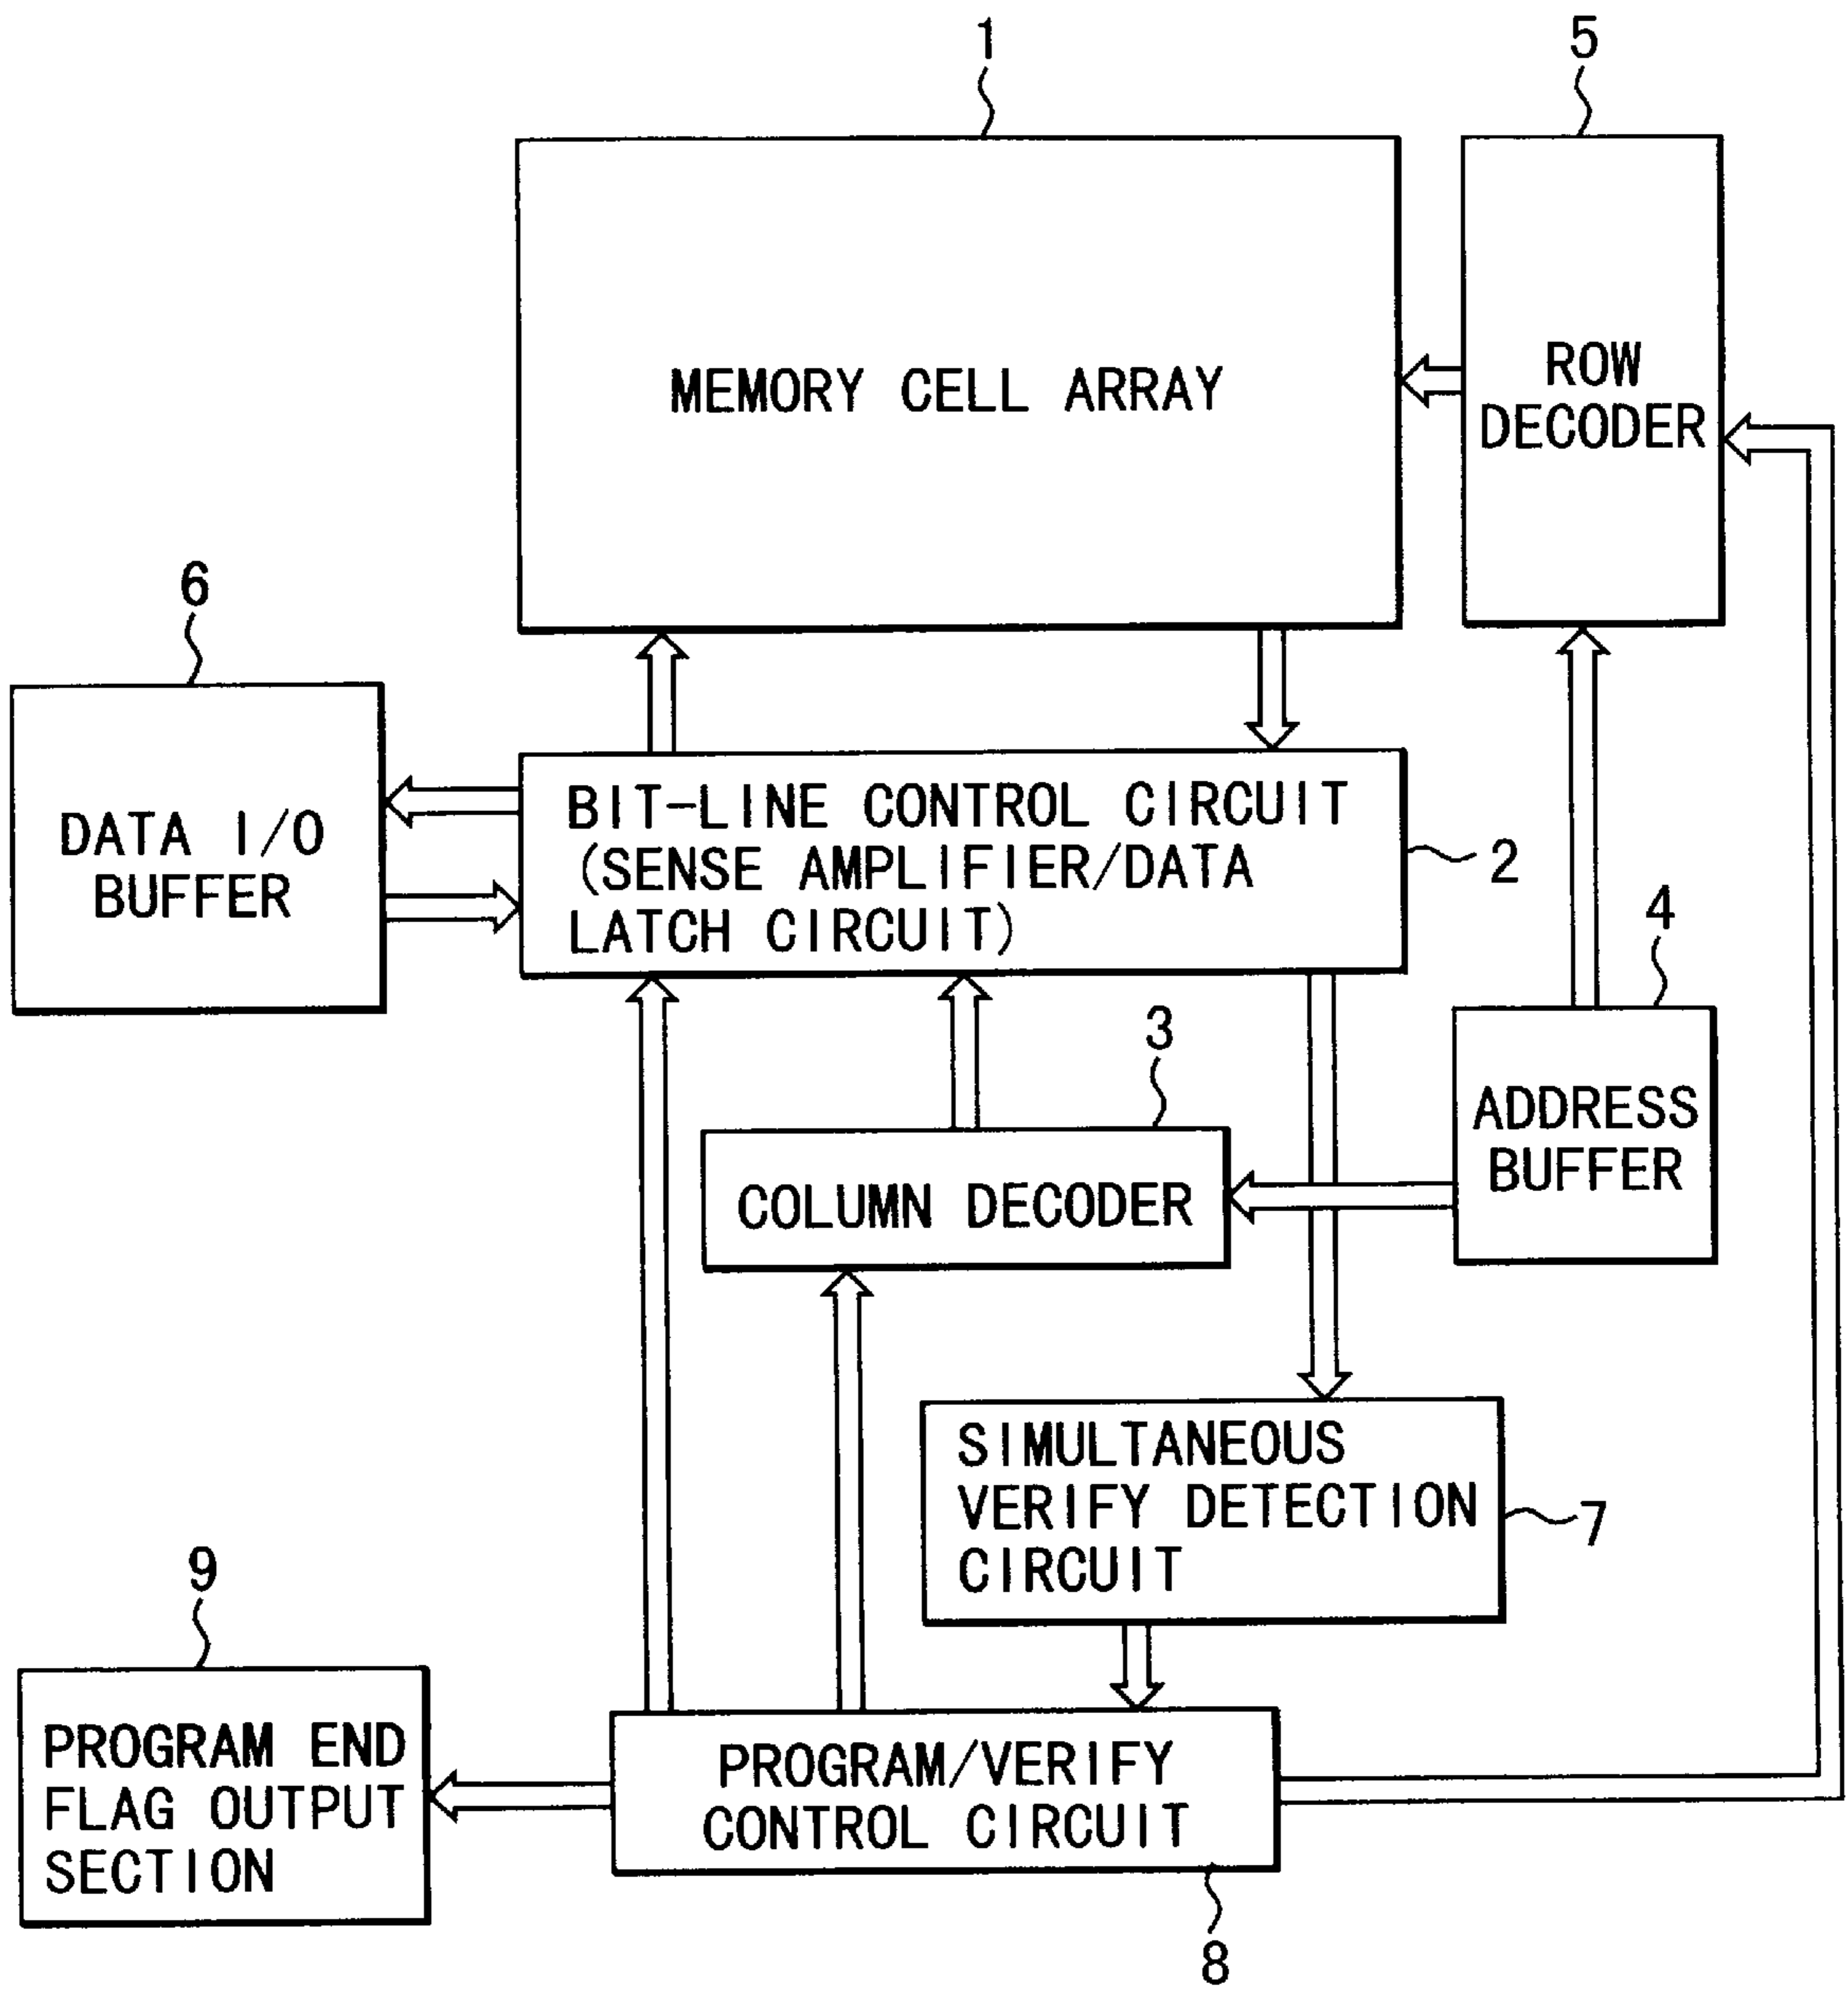 1
5
MEMORY CELL ARRAY
ROW
DECODER
6
DATA I/O
BUFFER
BIT-LINE CONTROL CIRCUIT
(SENSE AMPLIFIER/DATA
LATCH CIRCUIT)
2
4
ADDRESS
BUFFER
3
COLUMN DECODER
SIMULTANEOUS
VERIFY DETECTION
CIRCUIT
7
9
PROGRAM END
FLAG OUTPUT
SECTION
PROGRAM/VERIFY
CONTROL CIRCUIT
8